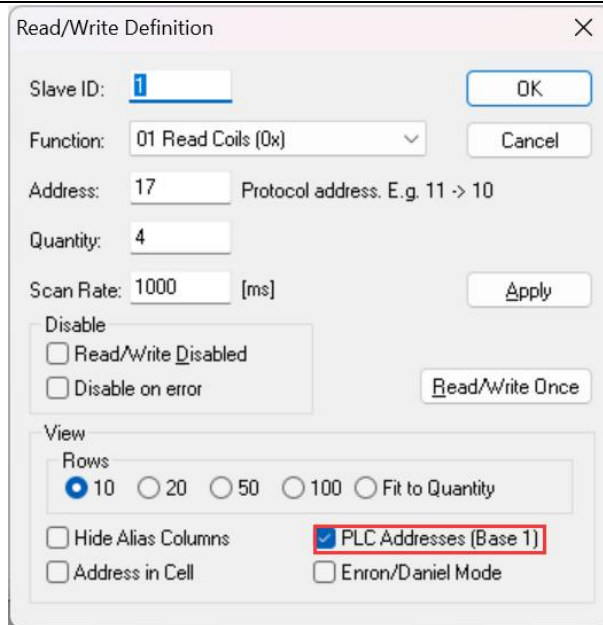 Read/Write Definition
Slave ID: 1 OK
Function: 01 Read Coils (0x) Cancel
Address: 17 Protocol address. E.g. 11 -> 10
Quantity: 4
Scan Rate: 1000 [ms] Apply
Disable
Read/Write Disabled
Disable on error Read/Write Once
View
Rows
10 20 50 100 Fit to Quantity
Hide Alias Columns PLC Addresses (Base 1)
Address in Cell Enron/Daniel Mode